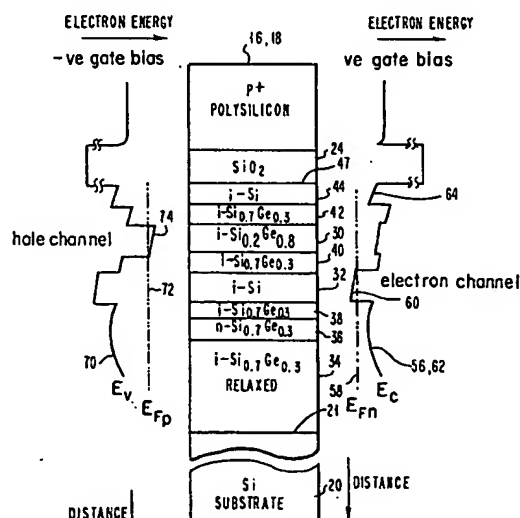 ELECTRON ENERGY
16,18
ELECTRON ENERGY
-ve gate bias
ve gate bias
p+
POLYSILICON
24
SiO2
47
i-Si
44
64
i-Si0.7Ge0.3
42
74
hole channel
i-Si0.2Ge0.8
30
i-Si0.7Ge0.3
40
32
i-Si
electron channel
72
60
i-Si0.7Ge0.3
38
n-Si0.7Ge0.3
36
70
i-Si0.7Ge0.3
34
RELAXED
56,62
58
Ev
EFp
21
EFn
Ec
Si
20
DISTANCE
SUBSTRATE
DISTANCE